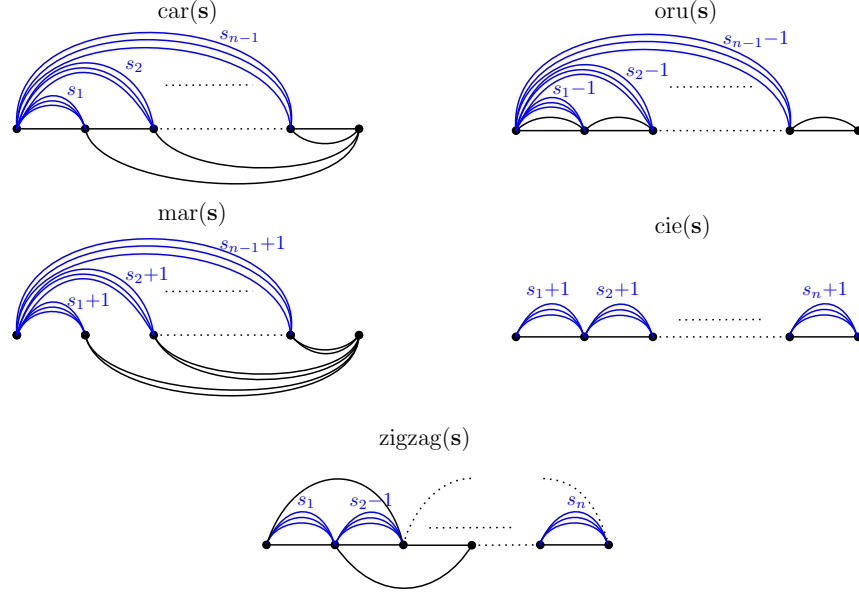 car(s)
s_{n−1}
s_2
s_1
oru(s)
s_{n−1}−1
s_2−1
s_1−1
mar(s)
s_{n−1}+1
s_2+1
s_1+1
cie(s)
s_1+1 s_2+1 s_n+1
zigzag(s)
s_1 s_2−1 s_n